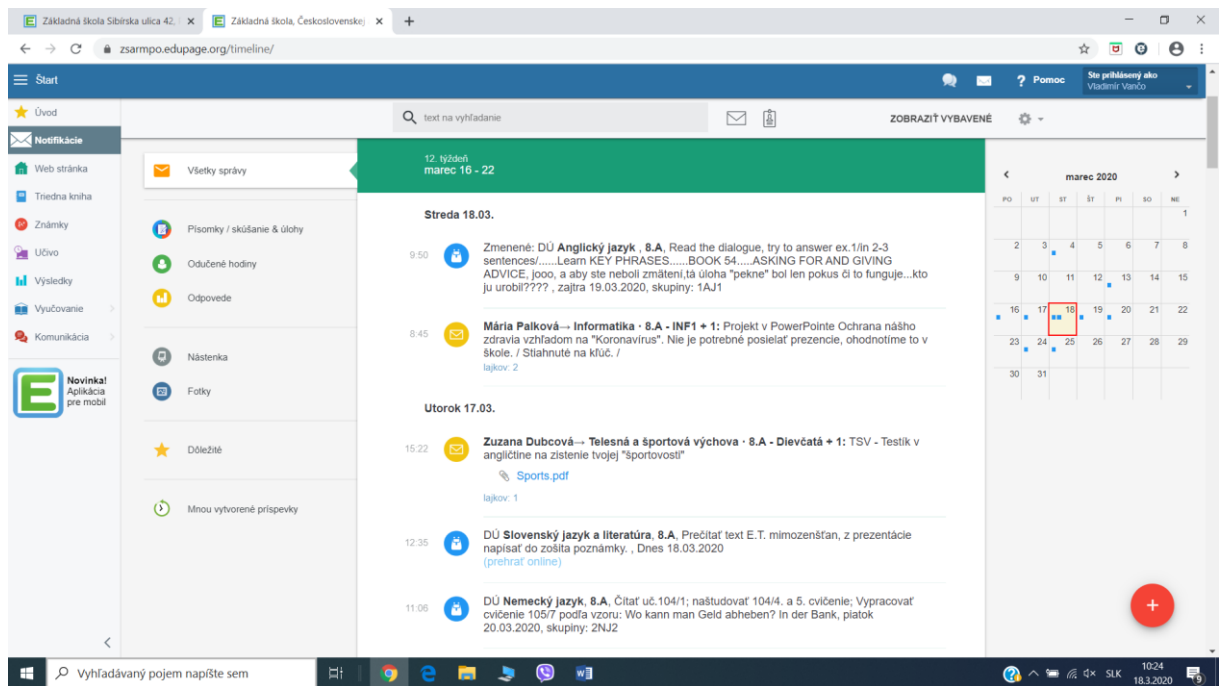 Základná škola Sibírska ulica 42,
Základná škola, Československej
zsarmpo.edupage.org/timeline/
Štart
Pomoc
Ste prihlásený ako
Vladimír Vančo
Úvod
Notifikácie
Web stránka
Triedna kniha
Známky
Učivo
Výsledky
Vyučovanie
Komunikácia
Novinka!
Aplikácia
pre mobil
text na vyhľadanie
ZOBRAZIŤ VYBAVENÉ
Všetky správy
Písomky / skúšanie & úlohy
Odučené hodiny
Odpovede
Nástenka
Fotky
Dôležité
Mnou vytvorené príspevky
12. týždeň
marec 16 - 22
Streda 18.03.
9:50
Zmenené: DÚ Anglický jazyk , 8.A, Read the dialogue, try to answer ex.1/in 2-3
sentences/......Learn KEY PHRASES......BOOK 54.....ASKING FOR AND GIVING
ADVICE, jooo, a aby ste neboli zmätení,tá úloha "pekne" bol len pokus či to funguje...kto
ju urobil???? , zajtra 19.03.2020, skupiny: 1AJ1
8:45
Mária Palková→ Informatika · 8.A - INF1 + 1: Projekt v PowerPointe Ochrana nášho
zdravia vzhľadom na "Koronavírus". Nie je potrebné posielať prezencie, ohodnotíme to v
škole. / Stiahnuté na kľúč. /
lajkov: 2
Utorok 17.03.
15:22
Zuzana Dubcová→ Telesná a športová výchova · 8.A - Dievčatá + 1: TSV - Testík v
angličtine na zistenie tvojej "športovosti"
Sports.pdf
lajkov: 1
12:35
DÚ Slovenský jazyk a literatúra, 8.A, Prečítať text E.T. mimozenšťan, z prezentácie
napísať do zošita poznámky. , Dnes 18.03.2020
(prehrať online)
11:06
DÚ Nemecký jazyk, 8.A, Čítať uč.104/1; naštudovať 104/4. a 5. cvičenie; Vypracovať
cvičenie 105/7 podľa vzoru: Wo kann man Geld abheben? In der Bank, piatok
20.03.2020, skupiny: 2NJ2
marec 2020
PO UT ST ŠT PI SO NE
1
2 3 4 5 6 7 8
9 10 11 12 13 14 15
16 17 18 19 20 21 22
23 24 25 26 27 28 29
30 31
Vyhľadávaný pojem napíšte sem
SLK
10:24
18.3.2020
9